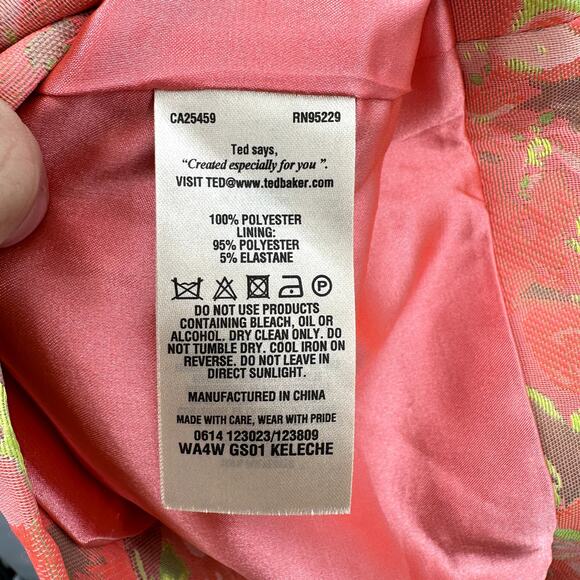 CA25459 RN95229
Ted says,
“Created especially for you ”.
VISIT TED@www.tedbaker.com
100% POLYESTER
LINING:
95% POLYESTER
5% ELASTANE
P
DO NOT USE PRODUCTS
CONTAINING BLEACH, OIL OR
ALCOHOL. DRY CLEAN ONLY. DO
NOT TUMBLE DRY. COOL IRON ON
REVERSE. DO NOT LEAVE IN
DIRECT SUNLIGHT.
MANUFACTURED IN CHINA
MADE WITH CARE, WEAR WITH PRIDE
0614 123023/123809
WA4W GS01 KELECHE